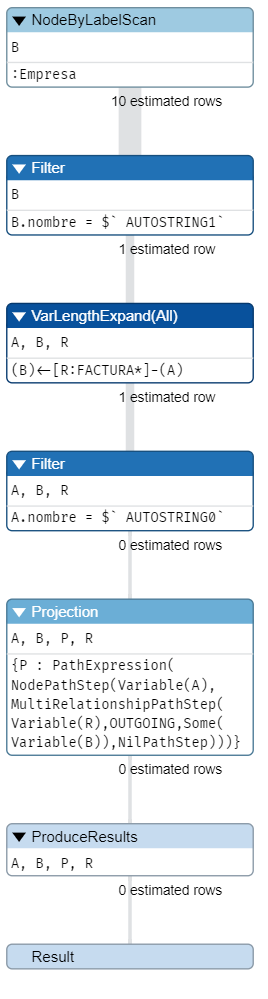 NodeByLabelScan
B
:Empresa
10 estimated rows
Filter
B
B.nombre = $` AUTOSTRING1`
1 estimated row
VarLengthExpand(All)
A, B, R
(B)<-[R:FACTURA*]-(A)
1 estimated row
Filter
A, B, R
A.nombre = $` AUTOSTRING0`
0 estimated rows
Projection
A, B, P, R
{P : PathExpression(
NodePathStep(Variable(A),
MultiRelationshipPathStep(
Variable(R),OUTGOING,Some(
Variable(B)),NilPathStep)))}
0 estimated rows
ProduceResults
A, B, P, R
0 estimated rows
Result